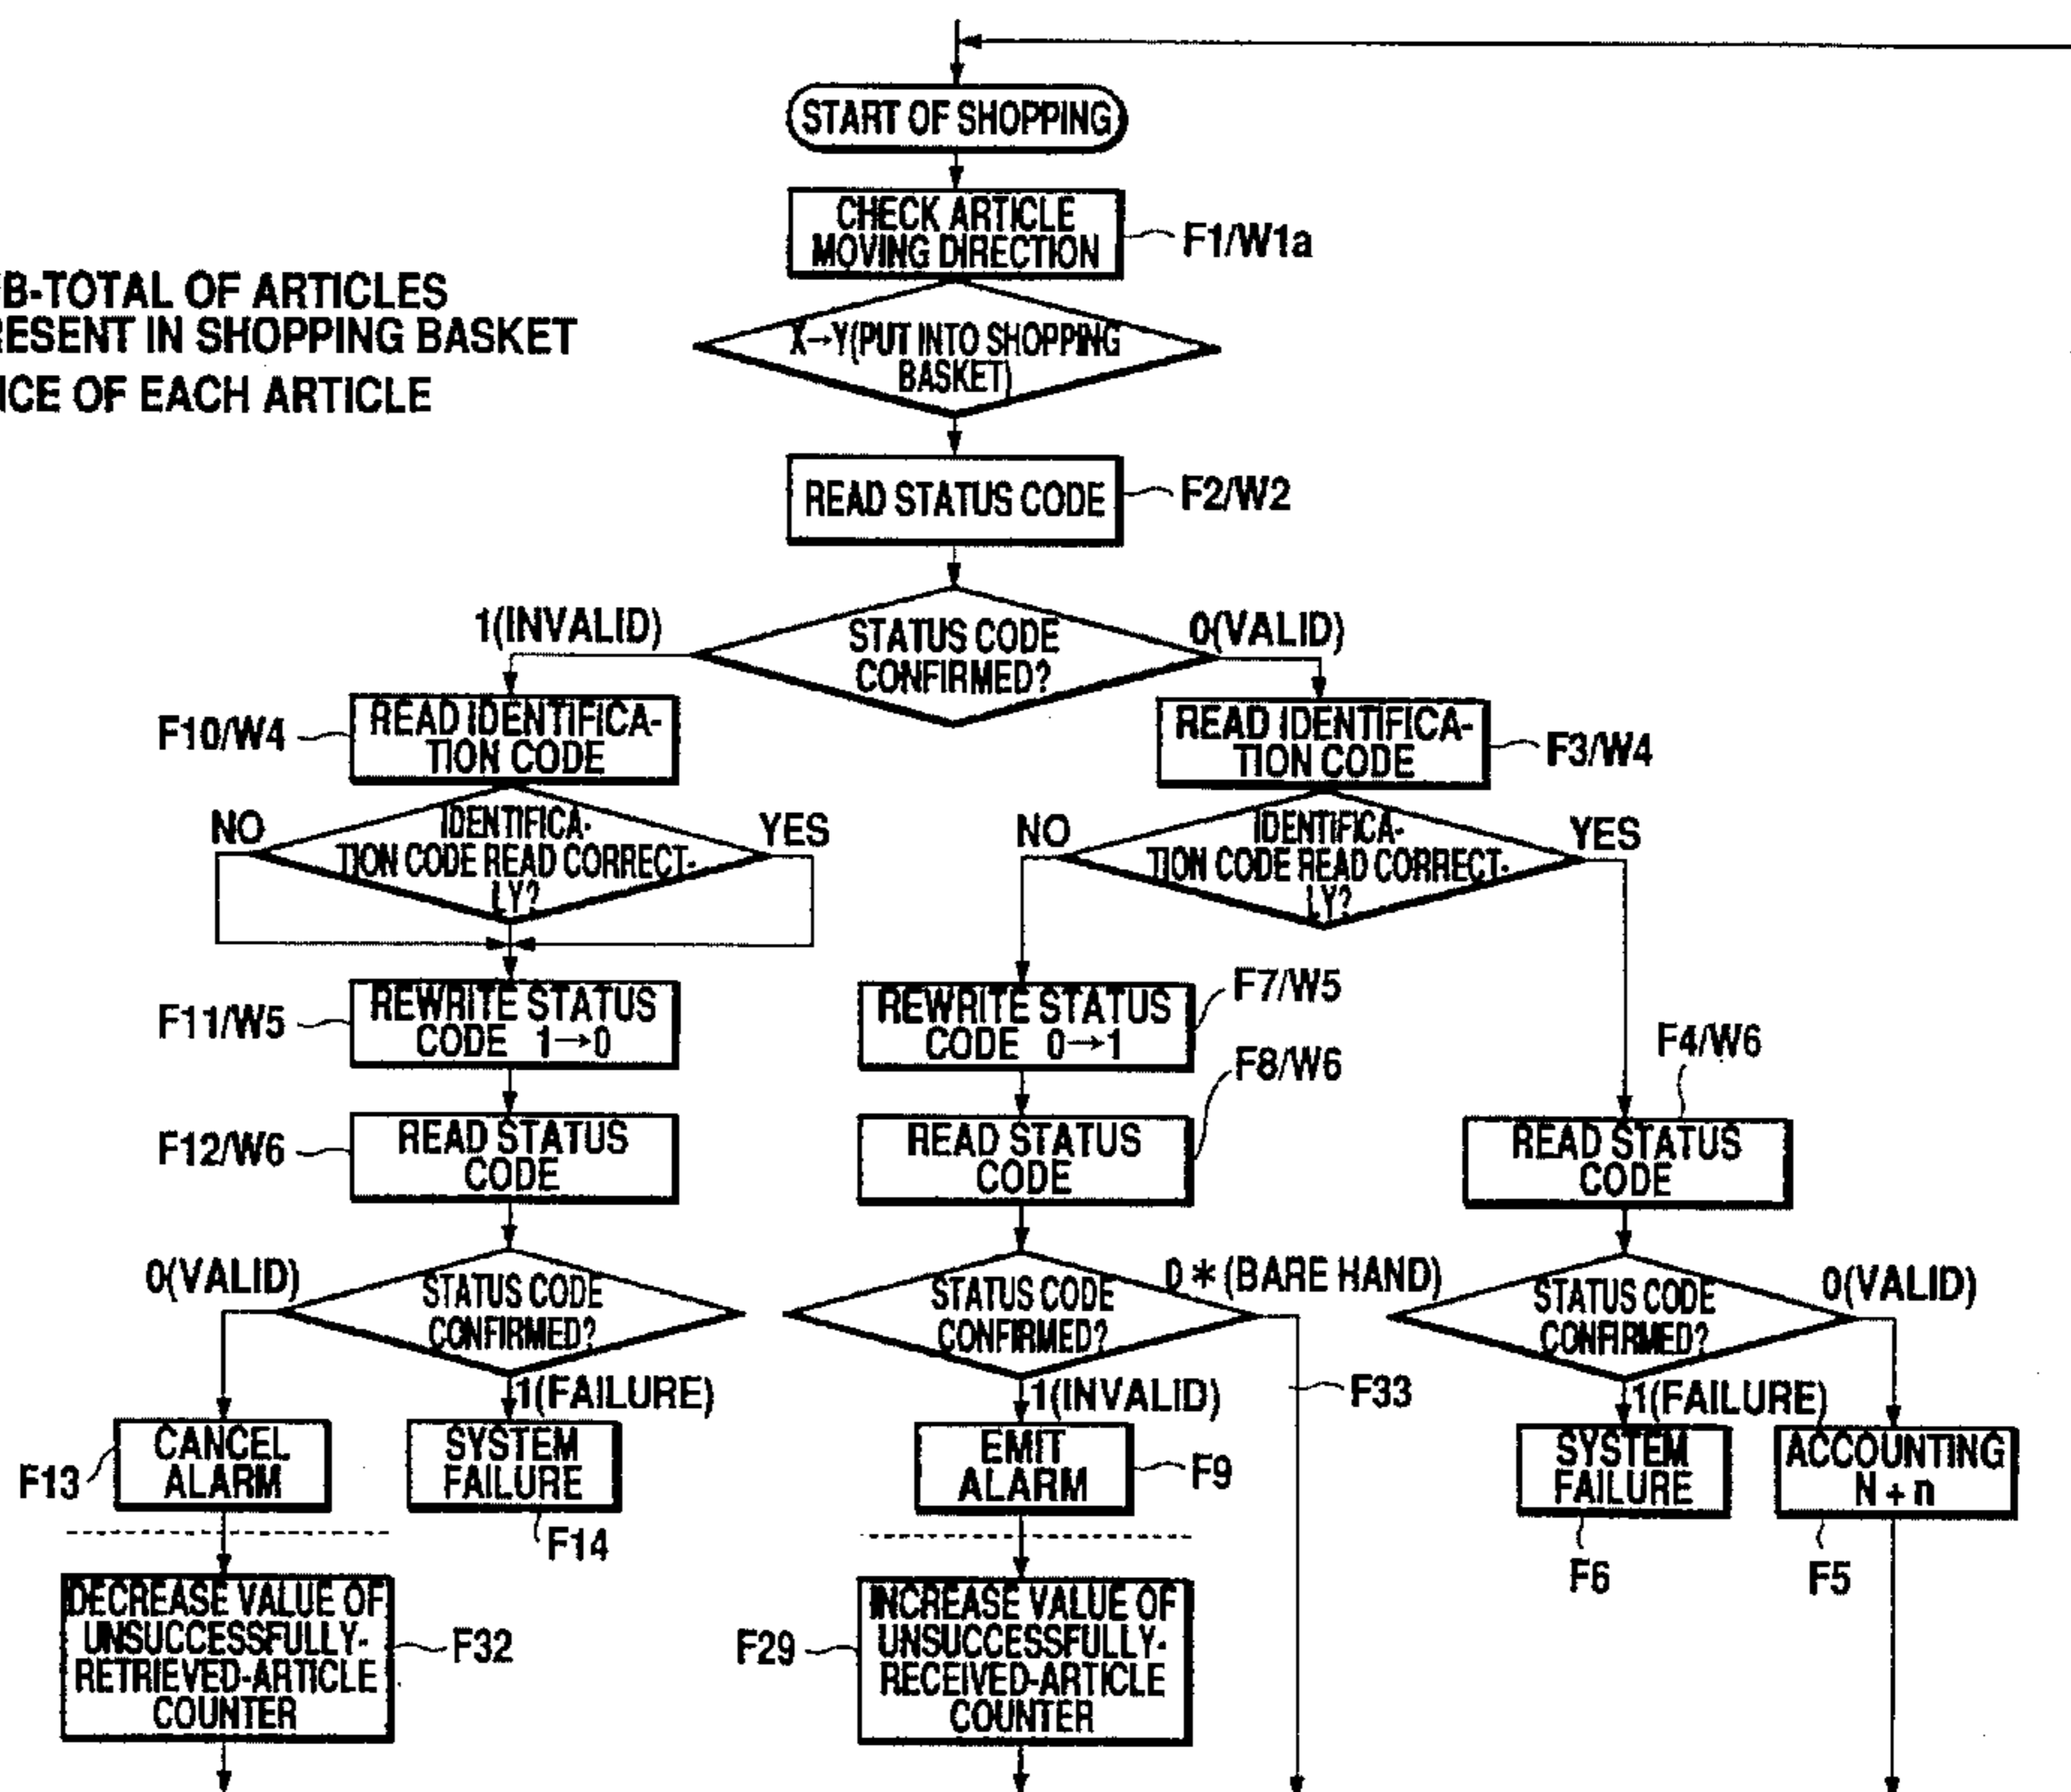 START OF SHOPPING
CHECK ARTICLE
MOVING DIRECTION
F1/W1a
B-TOTAL OF ARTICLES
RESENT IN SHOPPING BASKET
ICE OF EACH ARTICLE
X→Y(PUT INTO SHOPPING
BASKET)
READ STATUS CODE
F2/W2
1(INVALID)
STATUS CODE
CONFIRMED?
0(VALID)
F10/W4
READ IDENTIFICA-
TION CODE
READ IDENTIFICA-
TION CODE
F3/W4
NO
IDENTIFICA-
TION CODE READ CORRECT-
LY?
YES
NO
IDENTIFICA-
TION CODE READ CORRECT-
LY?
YES
F11/W5
REWRITE STATUS
CODE 1→0
REWRITE STATUS
CODE 0→1
F7/W5
F8/W6
F4/W6
F12/W6
READ STATUS
CODE
READ STATUS
CODE
READ STATUS
CODE
0(VALID)
STATUS CODE
CONFIRMED?
1(FAILURE)
STATUS CODE
CONFIRMED?
0 * (BARE HAND)
1(INVALID)
F33
STATUS CODE
CONFIRMED?
0(VALID)
1(FAILURE)
F13
CANCEL
ALARM
SYSTEM
FAILURE
F14
EMIT
ALARM
F9
SYSTEM
FAILURE
F6
ACCOUNTING
N + n
F5
DECREASE VALUE OF
UNSUCCESSFULLY-
RETRIEVED-ARTICLE
COUNTER
F32
F29
INCREASE VALUE OF
UNSUCCESSFULLY-
RECEIVED-ARTICLE
COUNTER